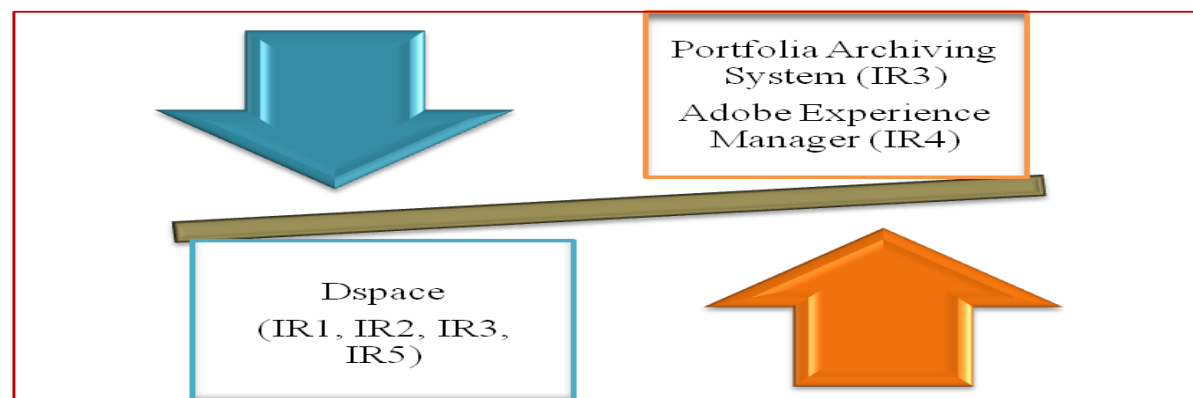 Portfolia Archiving
System (IR3)
Adobe Experience
Manager (IR4)
Dspace
(IR1, IR2, IR3,
IR5)